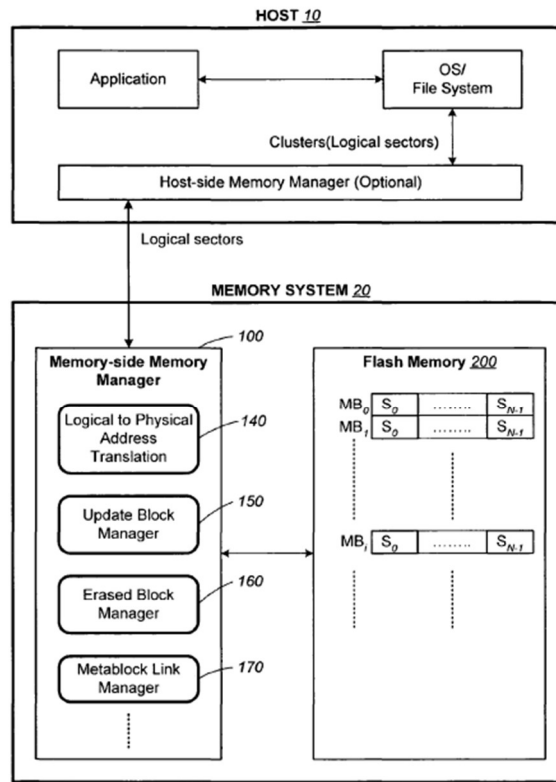 HOST 10
Application
OS/
File System
Clusters(Logical sectors)
Host-side Memory Manager (Optional)
Logical sectors
MEMORY SYSTEM 20
100
Memory-side Memory
Manager
Logical to Physical
Address
Translation
140
Update Block
Manager
150
Erased Block
Manager
160
Metablock Link
Manager
170
Flash Memory 200
MB0 S0 ........ SN-1
MB1 S0 ........ SN-1
MBi S0 ........ SN-1